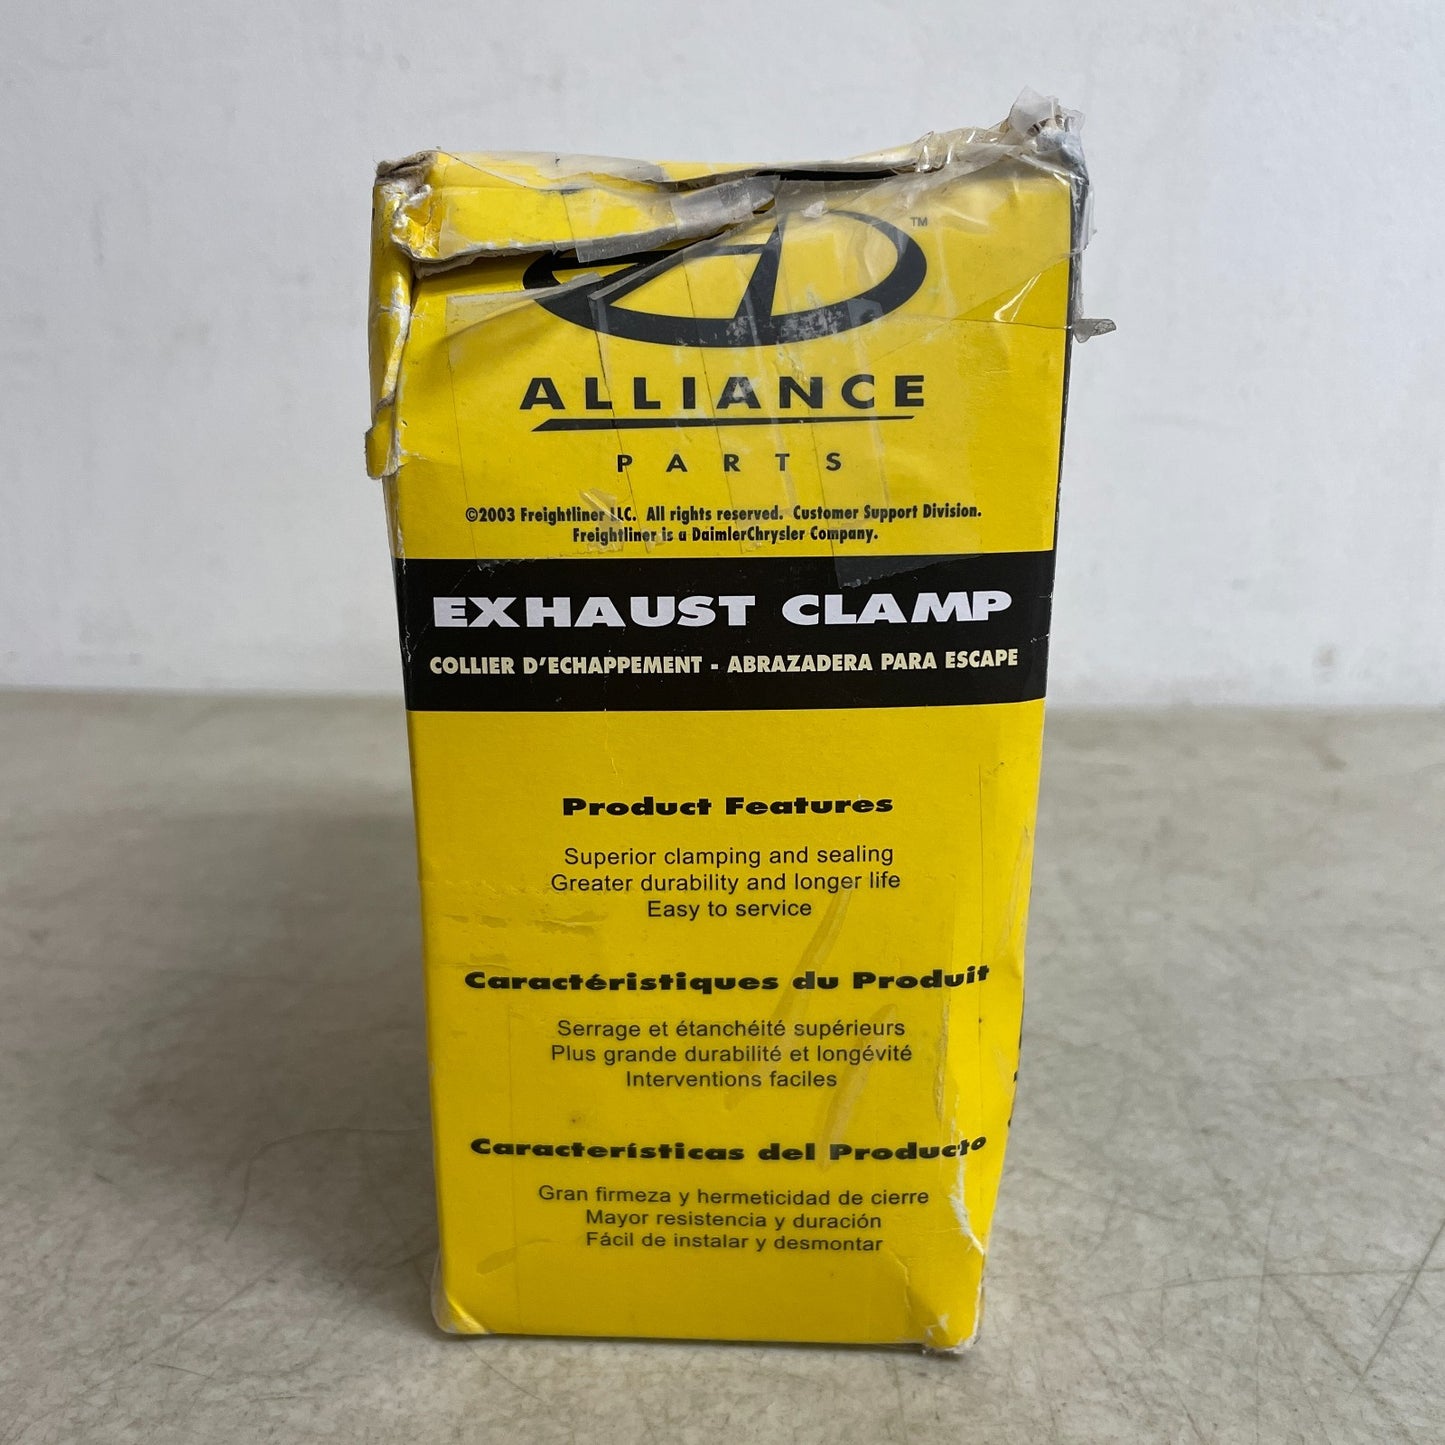 ™
ALLIANCE
PARTS
©2003 Freightliner LLC. All rights reserved. Customer Support Division.
Freightliner is a DaimlerChrysler Company.
EXHAUST CLAMP
COLLIER D'ECHAPPEMENT - ABRAZADERA PARA ESCAPE
Product Features
Superior clamping and sealing
Greater durability and longer life
Easy to service
Caractéristiques du Produit
Serrage et étanchéité supérieurs
Plus grande durabilité et longévité
Interventions faciles
Características del Producto
Gran firmeza y hermeticidad de cierre
Mayor resistencia y duración
Fácil de instalar y desmontar